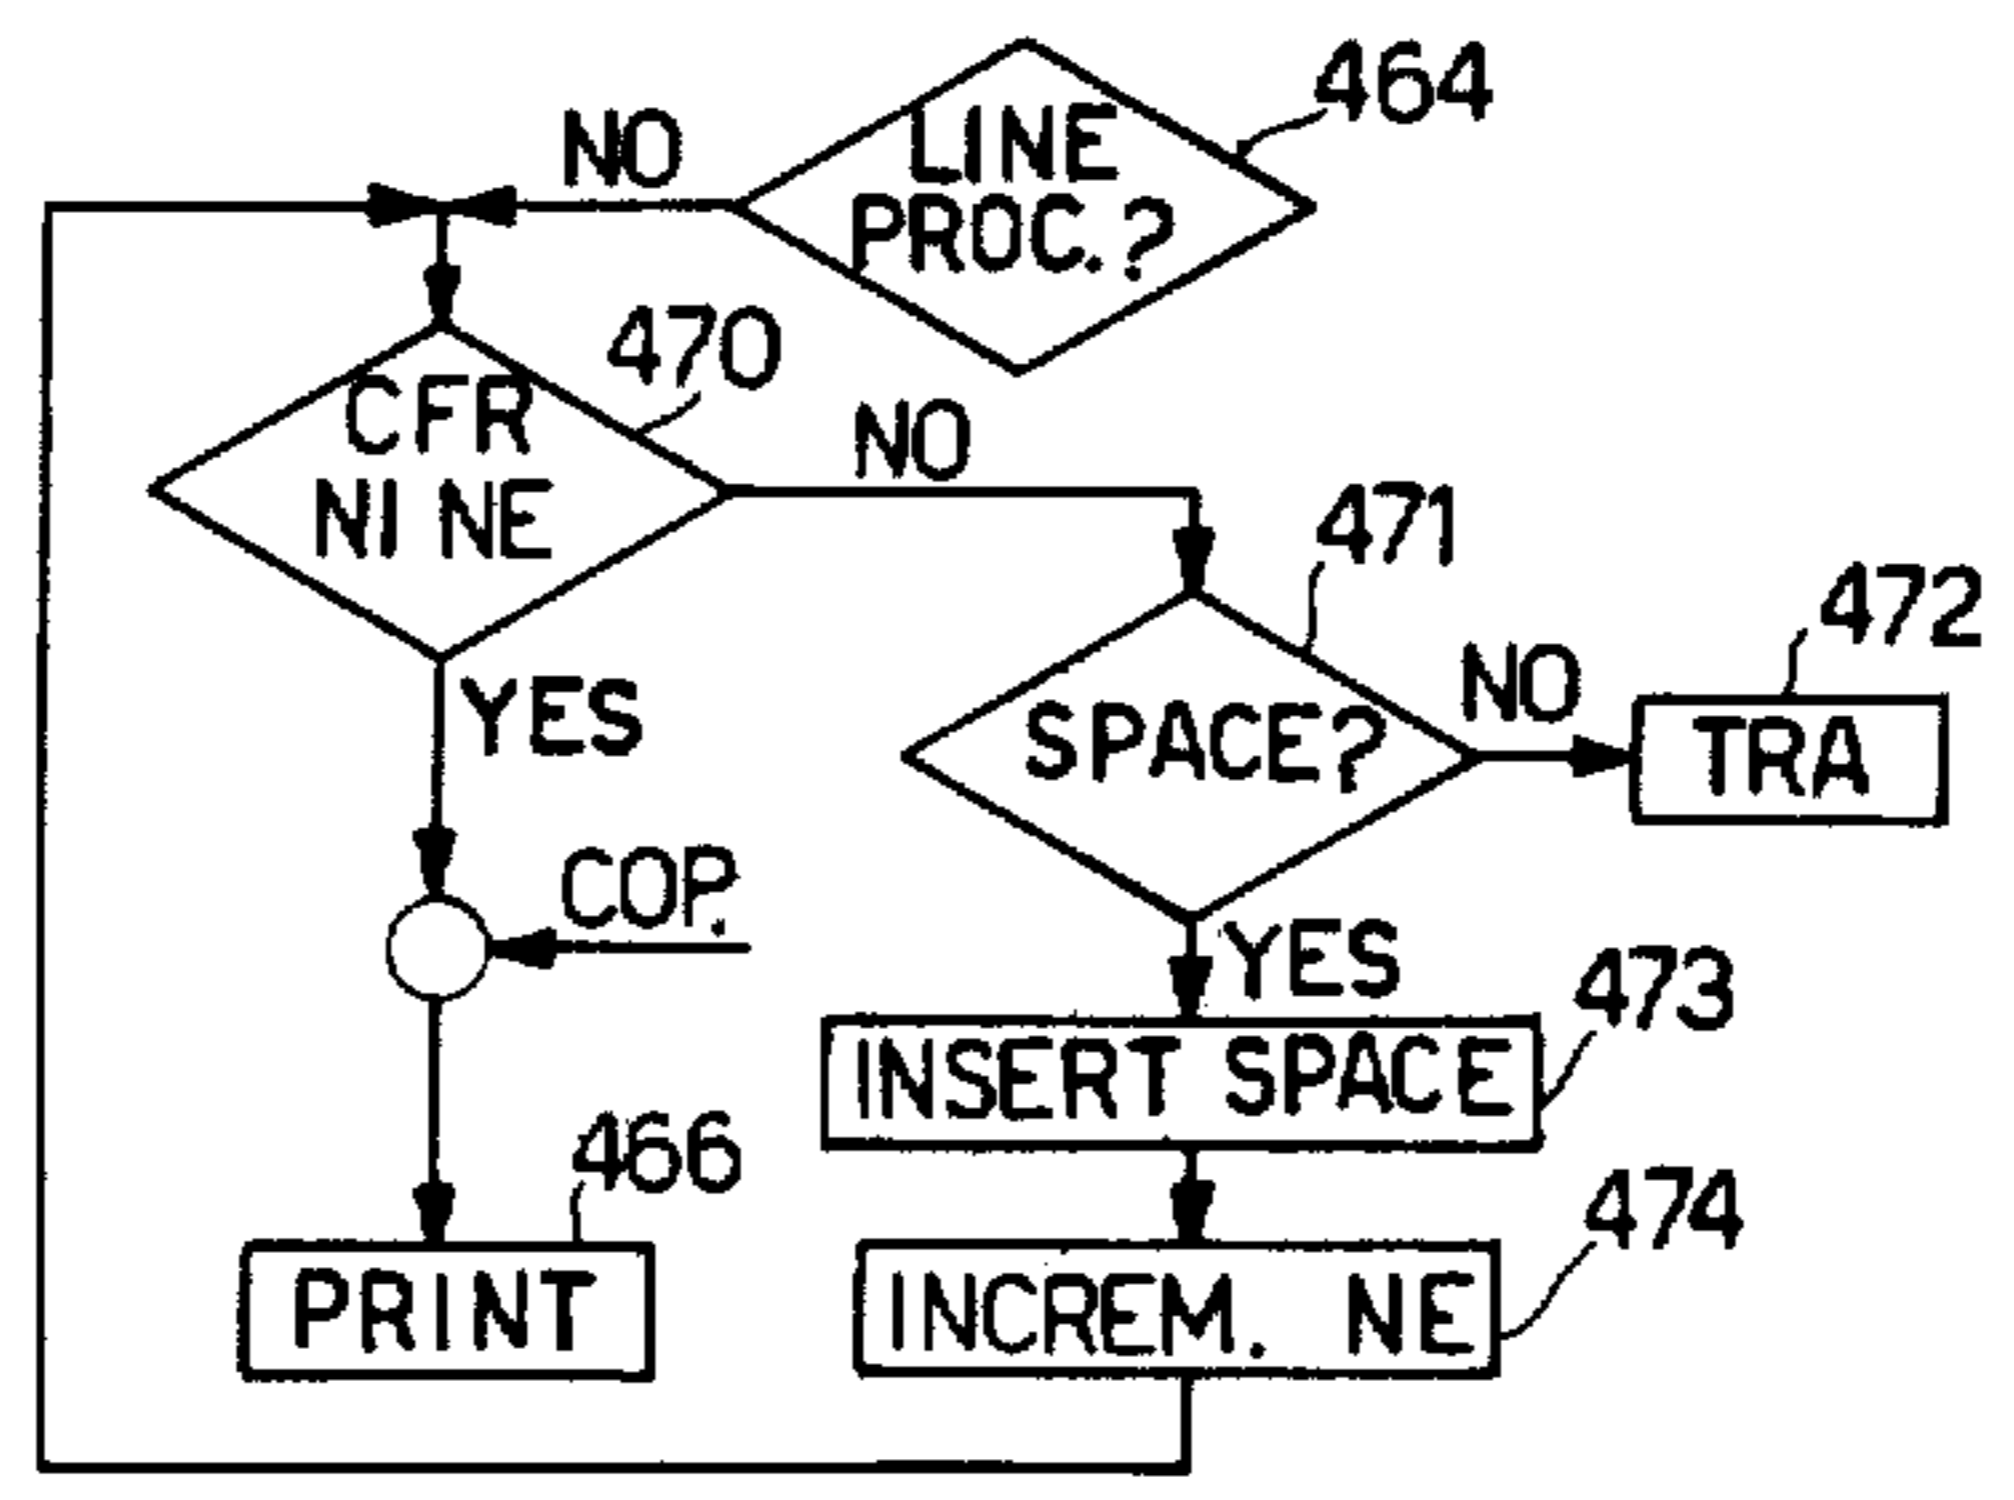 464
NO
LINE
PROC.?
470
CFR
NI NE
NO
471
472
NO
YES
SPACE?
TRA
COP.
YES
473
INSERT SPACE
466
474
PRINT
INCREM. NE